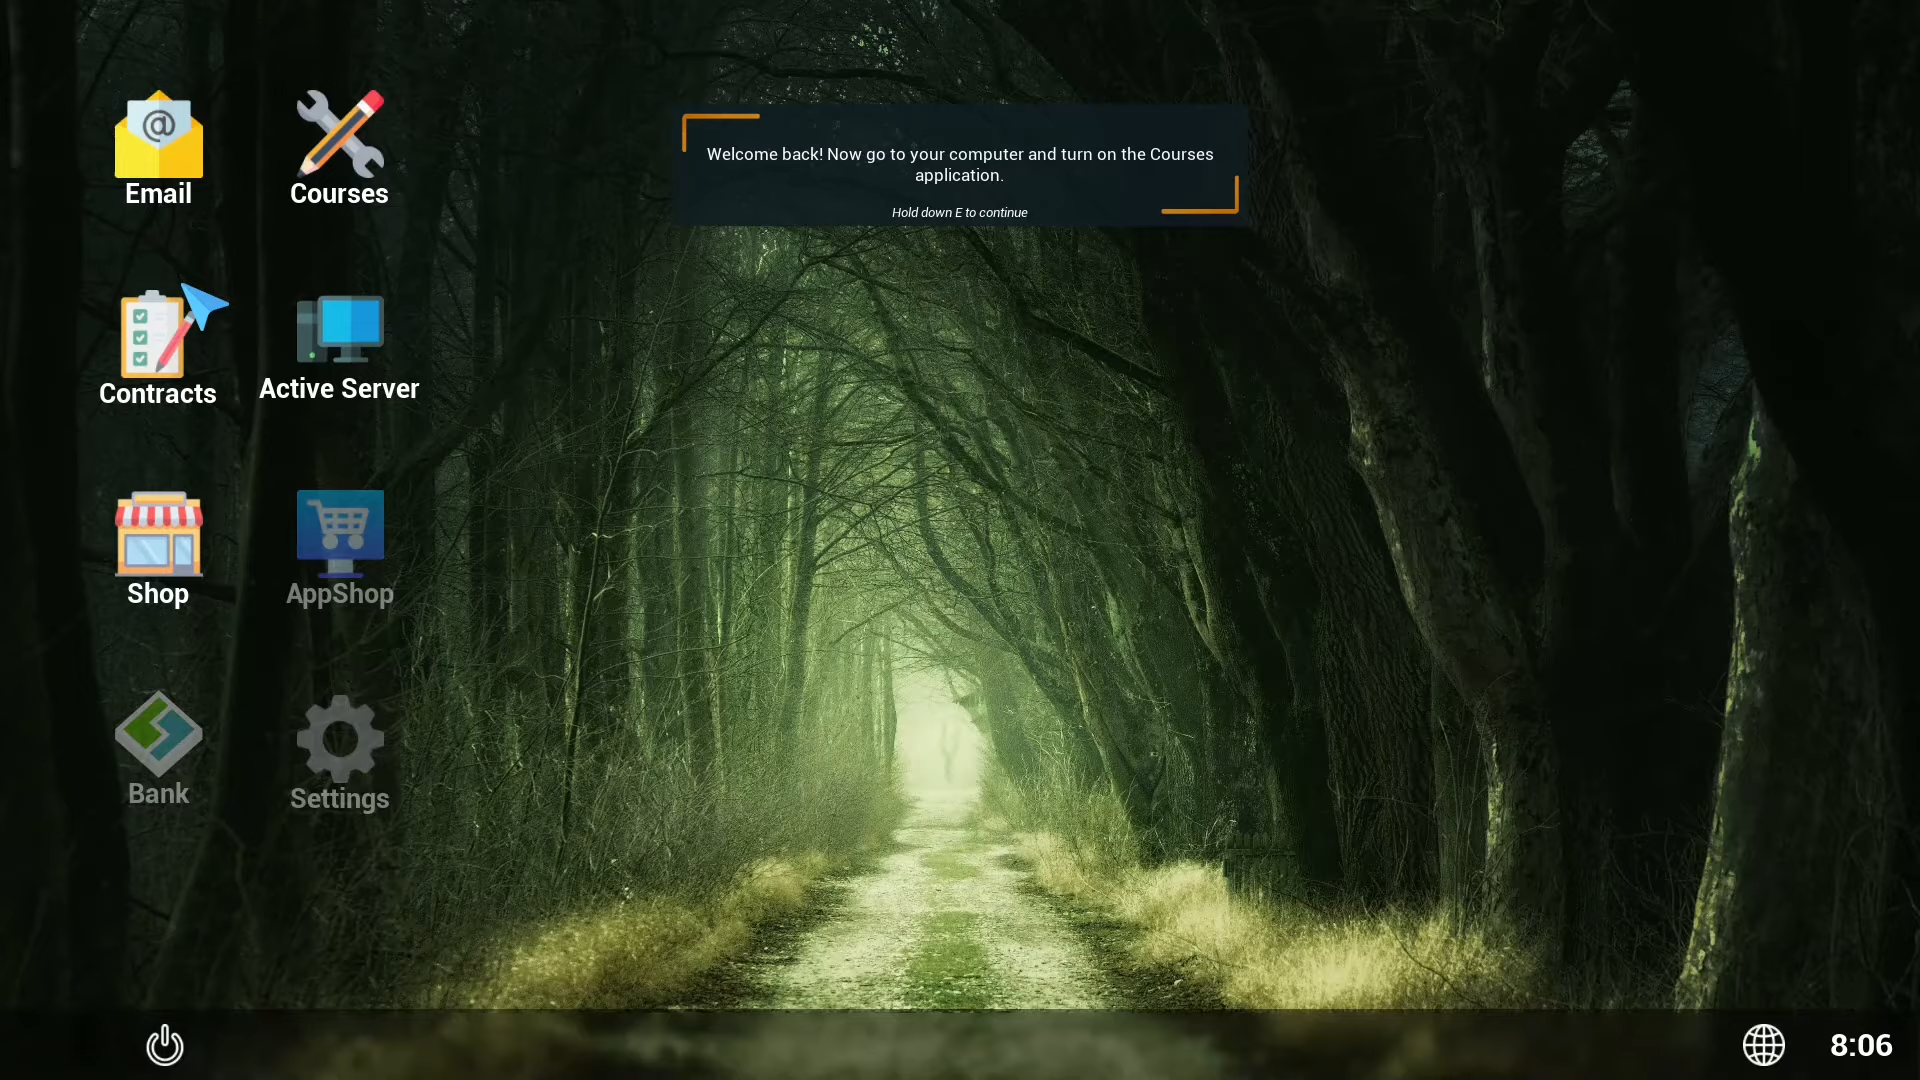 Email
Courses
Welcome back! Now go to your computer and turn on the Courses
application.
Hold down E to continue
Contracts
Active Server
Shop
AppShop
Bank
Settings
8:06